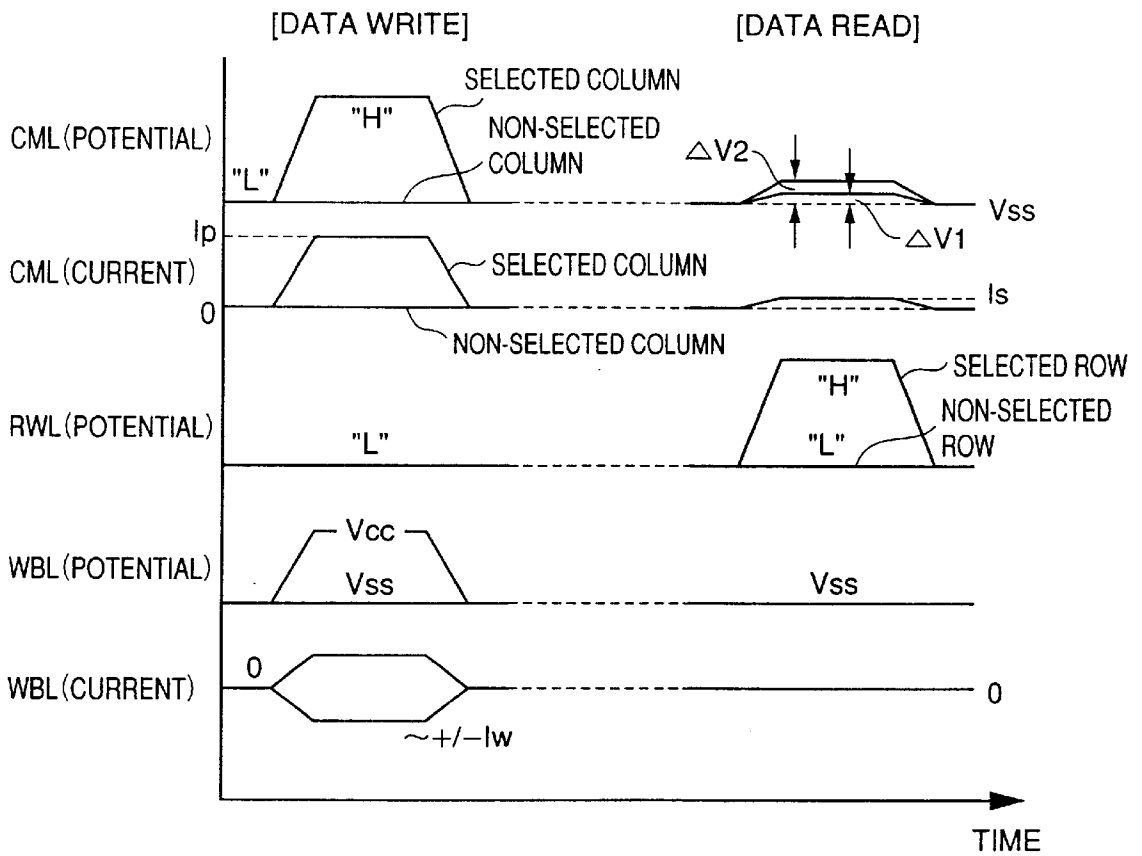 [DATA WRITE]
[DATA READ]
CML(POTENTIAL)
"L"
"H"
SELECTED COLUMN
NON-SELECTED
COLUMN
△V2
△V1
Vss
Ip
CML(CURRENT)
0
SELECTED COLUMN
NON-SELECTED COLUMN
Is
RWL(POTENTIAL)
"L"
"H"
"L"
SELECTED ROW
NON-SELECTED
ROW
WBL(POTENTIAL)
Vcc
Vss
Vss
WBL(CURRENT)
0
~+/-Iw
0
TIME